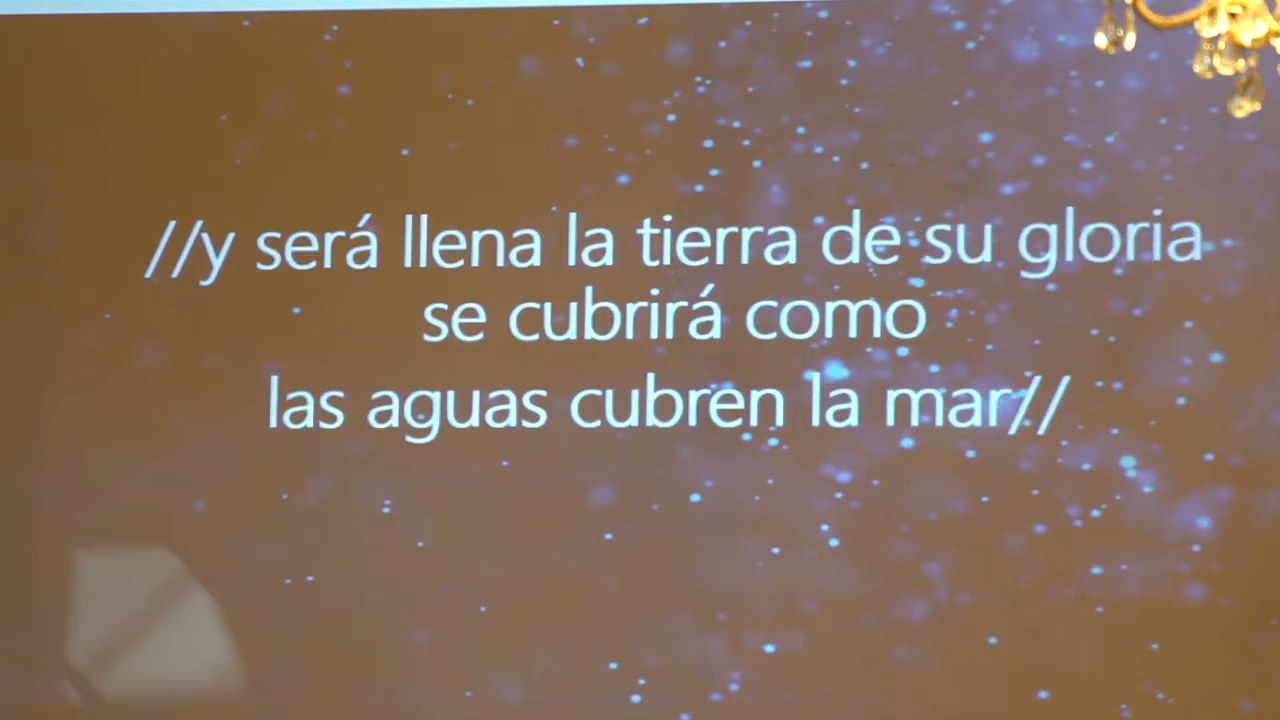 //y será llena la tierra de su gloria
se cubrirá como
las aguas cubren la mar//